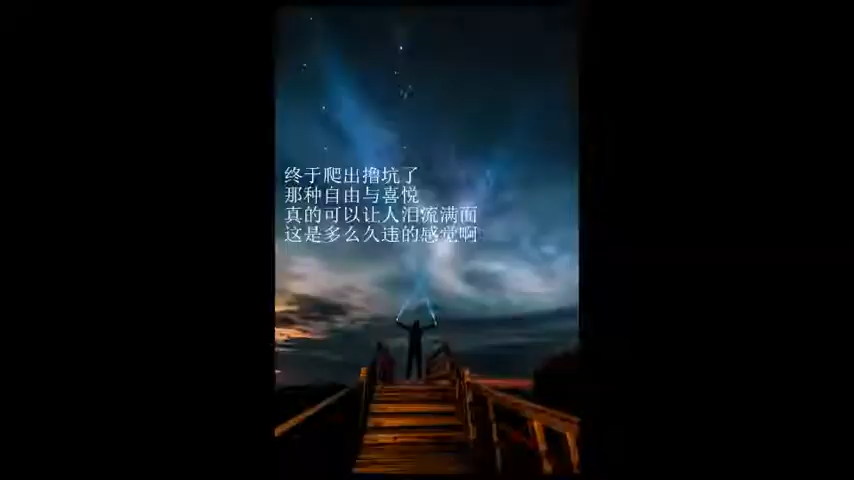 终于爬出撸坑了
那种自由与喜悦
真的可以让人泪流满面
这是多么久违的感觉啊